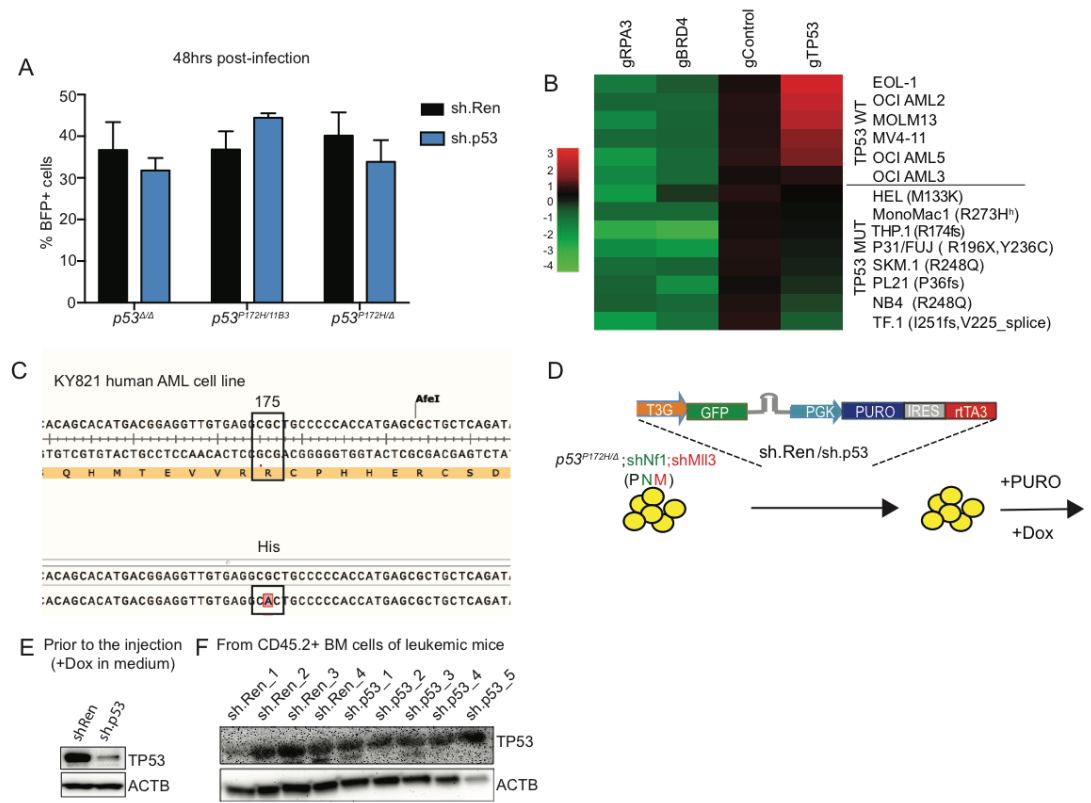 A
48hrs post-infection
% BFP+ cells
50
40
30
20
10
0
sh.Ren
sh.p53
p53Δ/Δ
p53P172H/11B3
p53P172H/Δ
B
gRPA3
gBRD4
gControl
gTP53
3
2
1
0
-1
-2
-3
-4
TP53 WT
EOL-1
OCI AML2
MOLM13
MV4-11
OCI AML5
OCI AML3
TP53 MUT
HEL (M133K)
MonoMac1 (R273Hh)
THP.1(R174fs)
P31/FUJ ( R196X,Y236C)
SKM.1 (R248Q)
PL21 (P36fs)
NB4 (R248Q)
TF.1 (I251fs,V225_splice)
C
KY821 human AML cell line
175
AfeI
CACAGCACATGACGGAGGTTGTGAGGCGCTGCCCCCACCATGAGCGCTGCTCAGATA
GTGTCGTGTACTGCCTCCAACACTCCGCGACGGGGGTGGTACTCGCGACGAGTCTAT
Q H M T E V V R R C P H H E R C S D
His
CACAGCACATGACGGAGGTTGTGAGGCGCTGCCCCCACCATGAGCGCTGCTCAGATA
CACAGCACATGACGGAGGTTGTGAGGCACTGCCCCCACCATGAGCGCTGCTCAGATA
D
T3G
GFP
PGK
PURO
IRES
rtTA3
sh.Ren/sh.p53
p53P172H/Δ;shNf1;shMll3
(PNM)
+PURO
+Dox
E
Prior to the injection
(+Dox in medium)
shRen
sh.p53
TP53
ACTB
F
From CD45.2+ BM cells of leukemic mice
sh.Ren_1
sh.Ren_2
sh.Ren_3
sh.Ren_4
sh.p53_1
sh.p53_2
sh.p53_3
sh.p53_4
sh.p53_5
TP53
ACTB